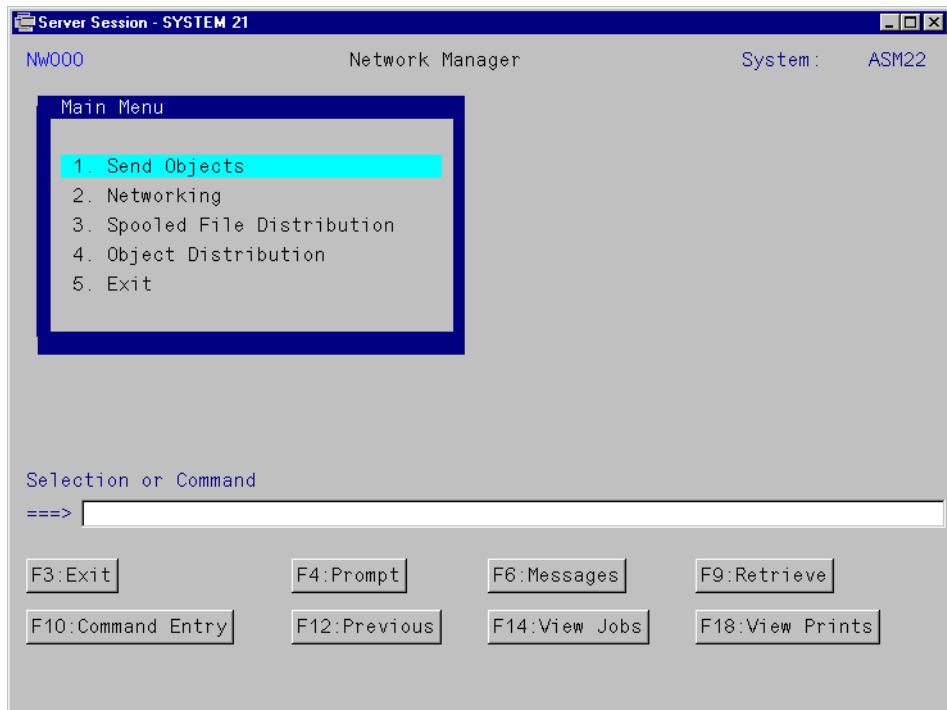 Server Session - SYSTEM 21
NW000 Network Manager System: ASM22
Main Menu
1. Send Objects
2. Networking
3. Spooled File Distribution
4. Object Distribution
5. Exit
Selection or Command
===>
F3:Exit F4:Prompt F6:Messages F9:Retrieve
F10:Command Entry F12:Previous F14:View Jobs F18:View Prints